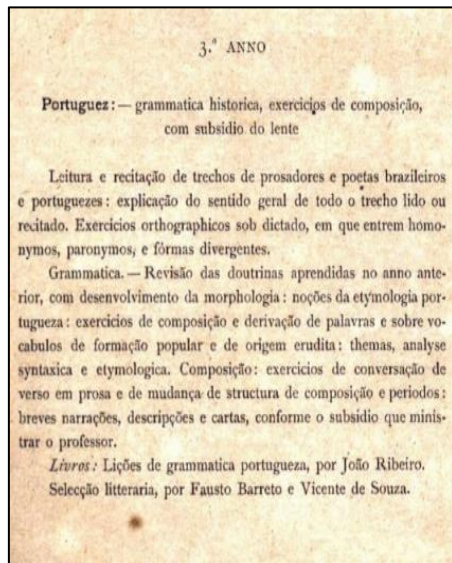 3.º ANNO
Portuguez: — grammatica historica, exercicios de composição,
com subsidio do lente
Leitura e recitação de trechos de prosadores e poetas brazileiros
e portuguezes: explicação do sentido geral de todo o trecho lido ou
recitado. Exercicios orthographicos sob dictado, em que entrem homo-
nymos, paronymos, e fórmas divergentes.
Grammatica. — Revisão das doutrinas aprendidas no anno ante-
rior, com desenvolvimento da morphologia: noções da etymologia por-
tugueza: exercicios de composição e derivação de palavras e sobre vo-
cabulos de formação popular e de origem erudita: themas, analyse
syntaxica e etymologica. Composição: exercicios de conversação de
verso em prosa e de mudança de structura de composição e periodos:
breves narrações, descripções e cartas, conforme o subsidio que minis-
trar o professor.
Livros: Lições de grammatica portugueza, por João Ribeiro.
Selecção litteraria, por Fausto Barreto e Vicente de Souza.